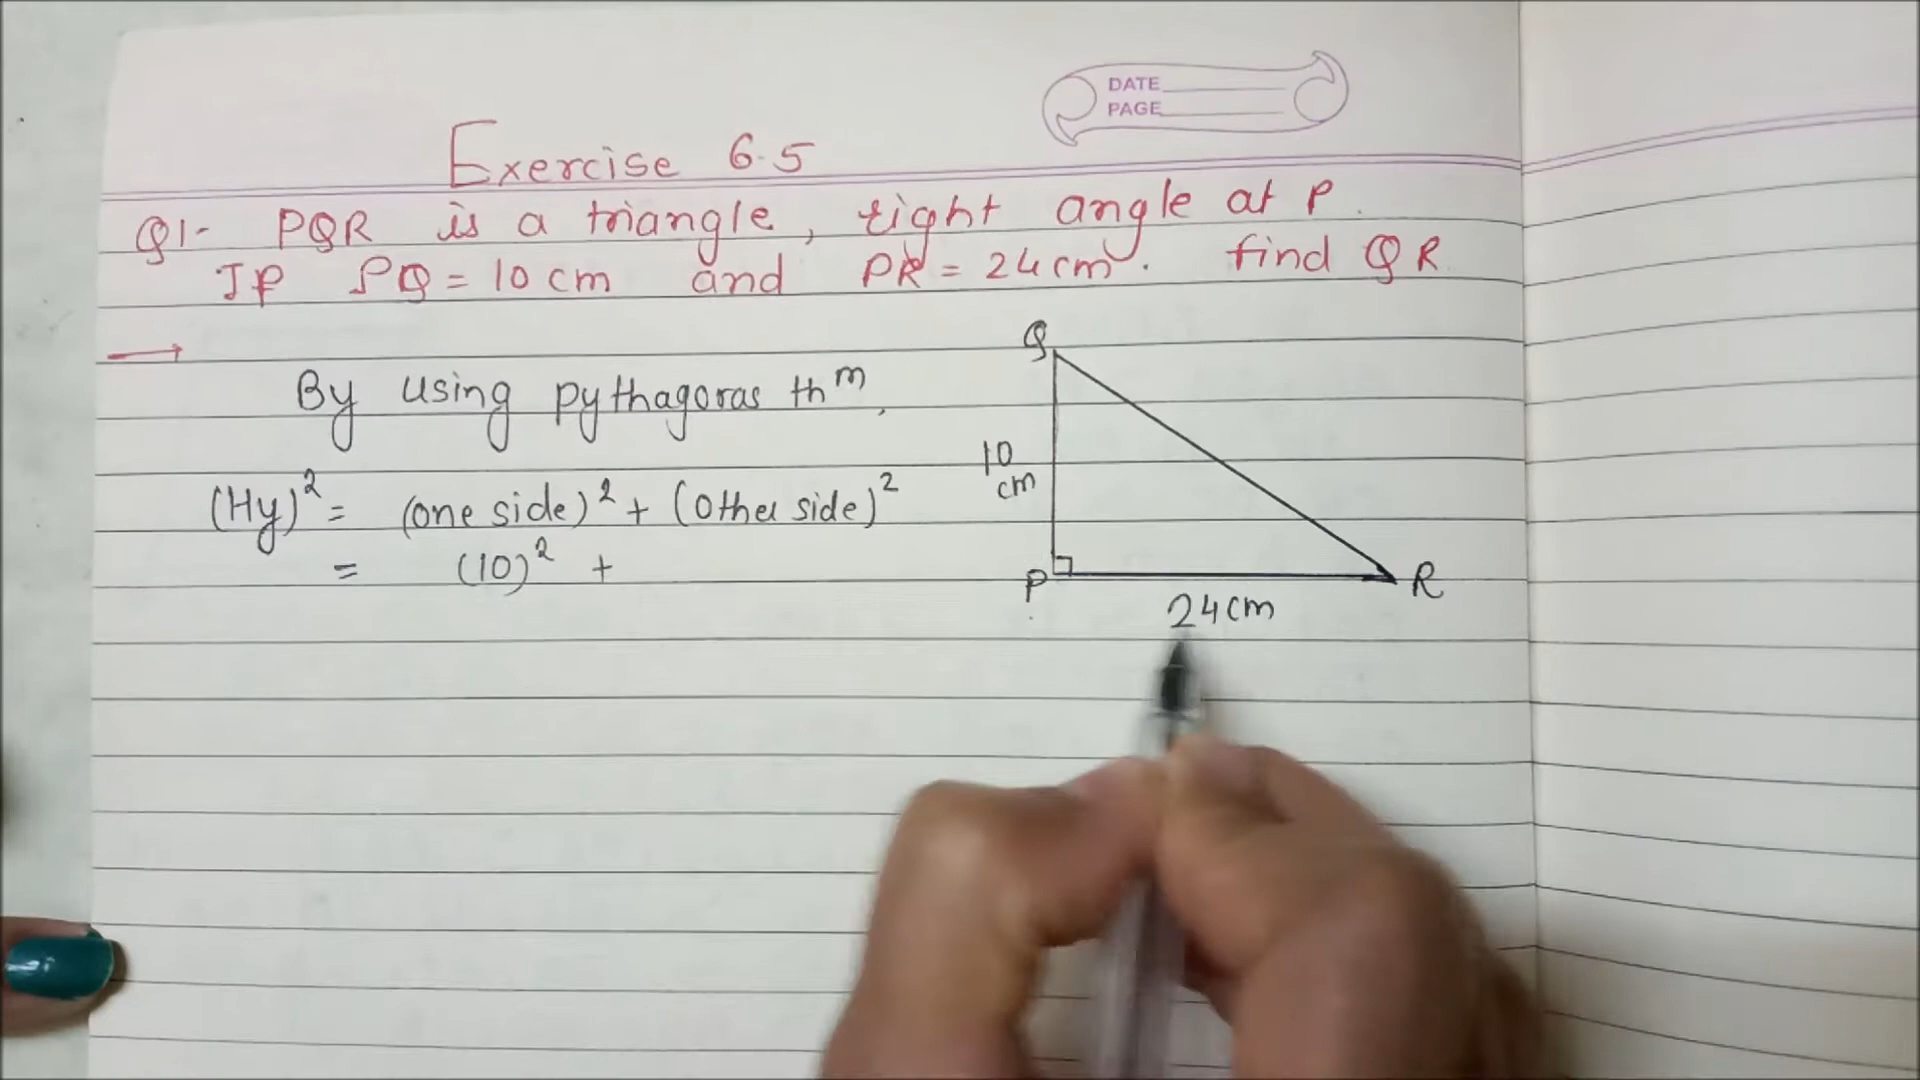 DATE
PAGE
Exercise 6.5
Q1- PQR is a triangle, right angle at P.
If PQ = 10 cm and PR = 24 cm. find QR
By using pythagoras thᵐ,
(Hy)² = (one side)² + (Other side)²
= (10)² +
Q
10
cm
P
R
24 cm